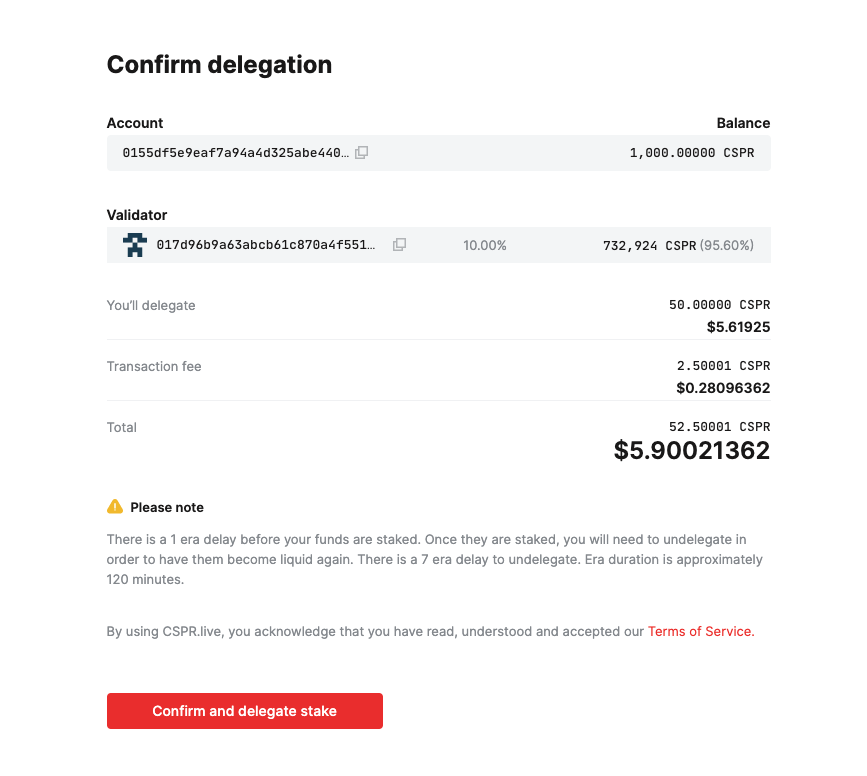 Confirm delegation
Account Balance
0155df5e9eaf7a94a4d325abe440… 1,000.00000 CSPR
Validator
017d96b9a63abcb61c870a4f551… 10.00% 732,924 CSPR (95.60%)
You’ll delegate 50.00000 CSPR
$5.61925
Transaction fee 2.50001 CSPR
$0.28096362
Total 52.50001 CSPR
$5.90021362
Please note
There is a 1 era delay before your funds are staked. Once they are staked, you will need to undelegate in
order to have them become liquid again. There is a 7 era delay to undelegate. Era duration is approximately
120 minutes.
By using CSPR.live, you acknowledge that you have read, understood and accepted our Terms of Service.
Confirm and delegate stake